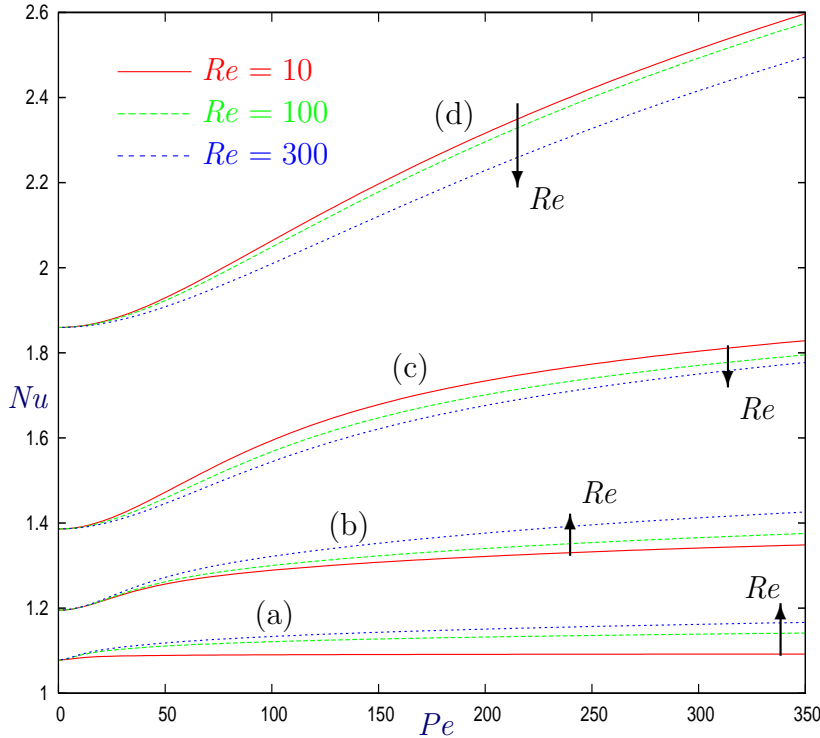 2.6
2.4
2.2
2
1.8
1.6
1.4
1.2
1
Nu
Re = 10
Re = 100
Re = 300
(d)
Re
(c)
Re
(b)
Re
(a)
Re
0 50 100 150 200 250 300 350
Pe